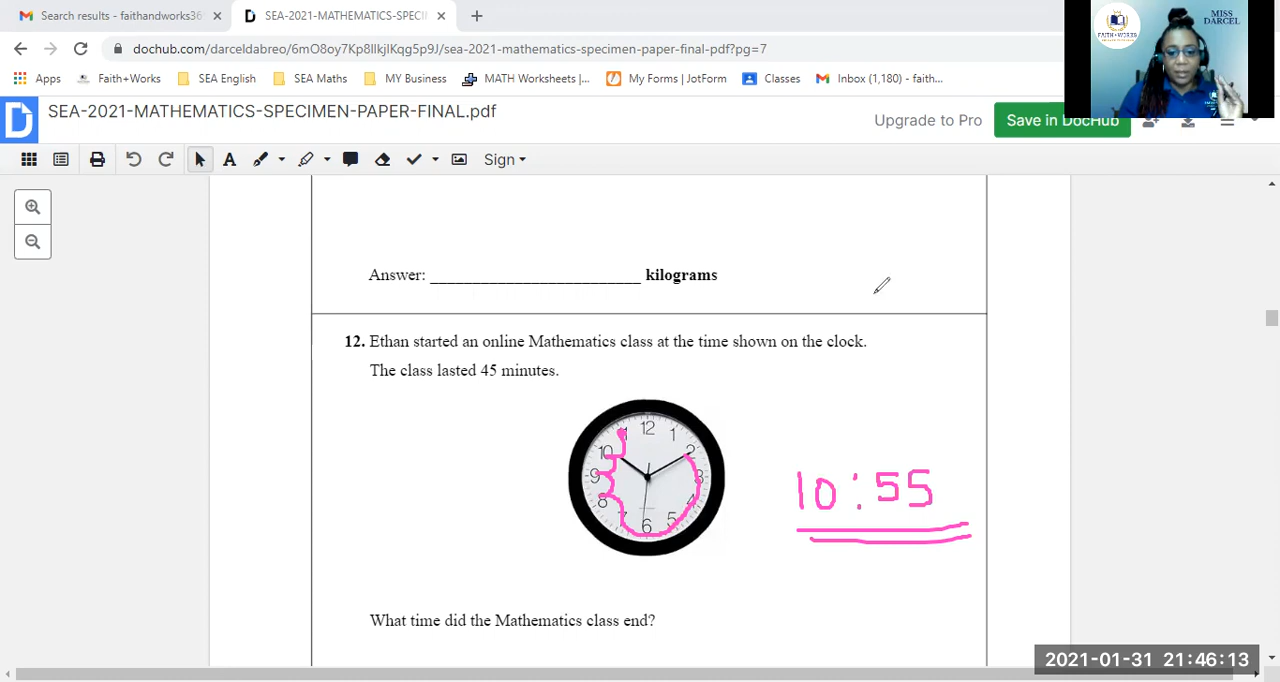 Search results - faithandworks36
SEA-2021-MATHEMATICS-SPECI
dochub.com/darceldabreo/6mO8oy7Kp8llkjlKqg5p9J/sea-2021-mathematics-specimen-paper-final-pdf?pg=7
Apps
Faith+Works
SEA English
SEA Maths
MY Business
MATH Worksheets |...
My Forms | JotForm
Classes
Inbox (1,180) - faith...
MISS
DARCEL
FAITH+WORKS
SEA-2021-MATHEMATICS-SPECIMEN-PAPER-FINAL.pdf
Upgrade to Pro
Save in DocHub
A
Sign
Answer: _________________________ kilograms
12. Ethan started an online Mathematics class at the time shown on the clock.
The class lasted 45 minutes.
12 1 2 3 4 5 6 7 8 9 10
10:55
What time did the Mathematics class end?
2021-01-31 21:46:13